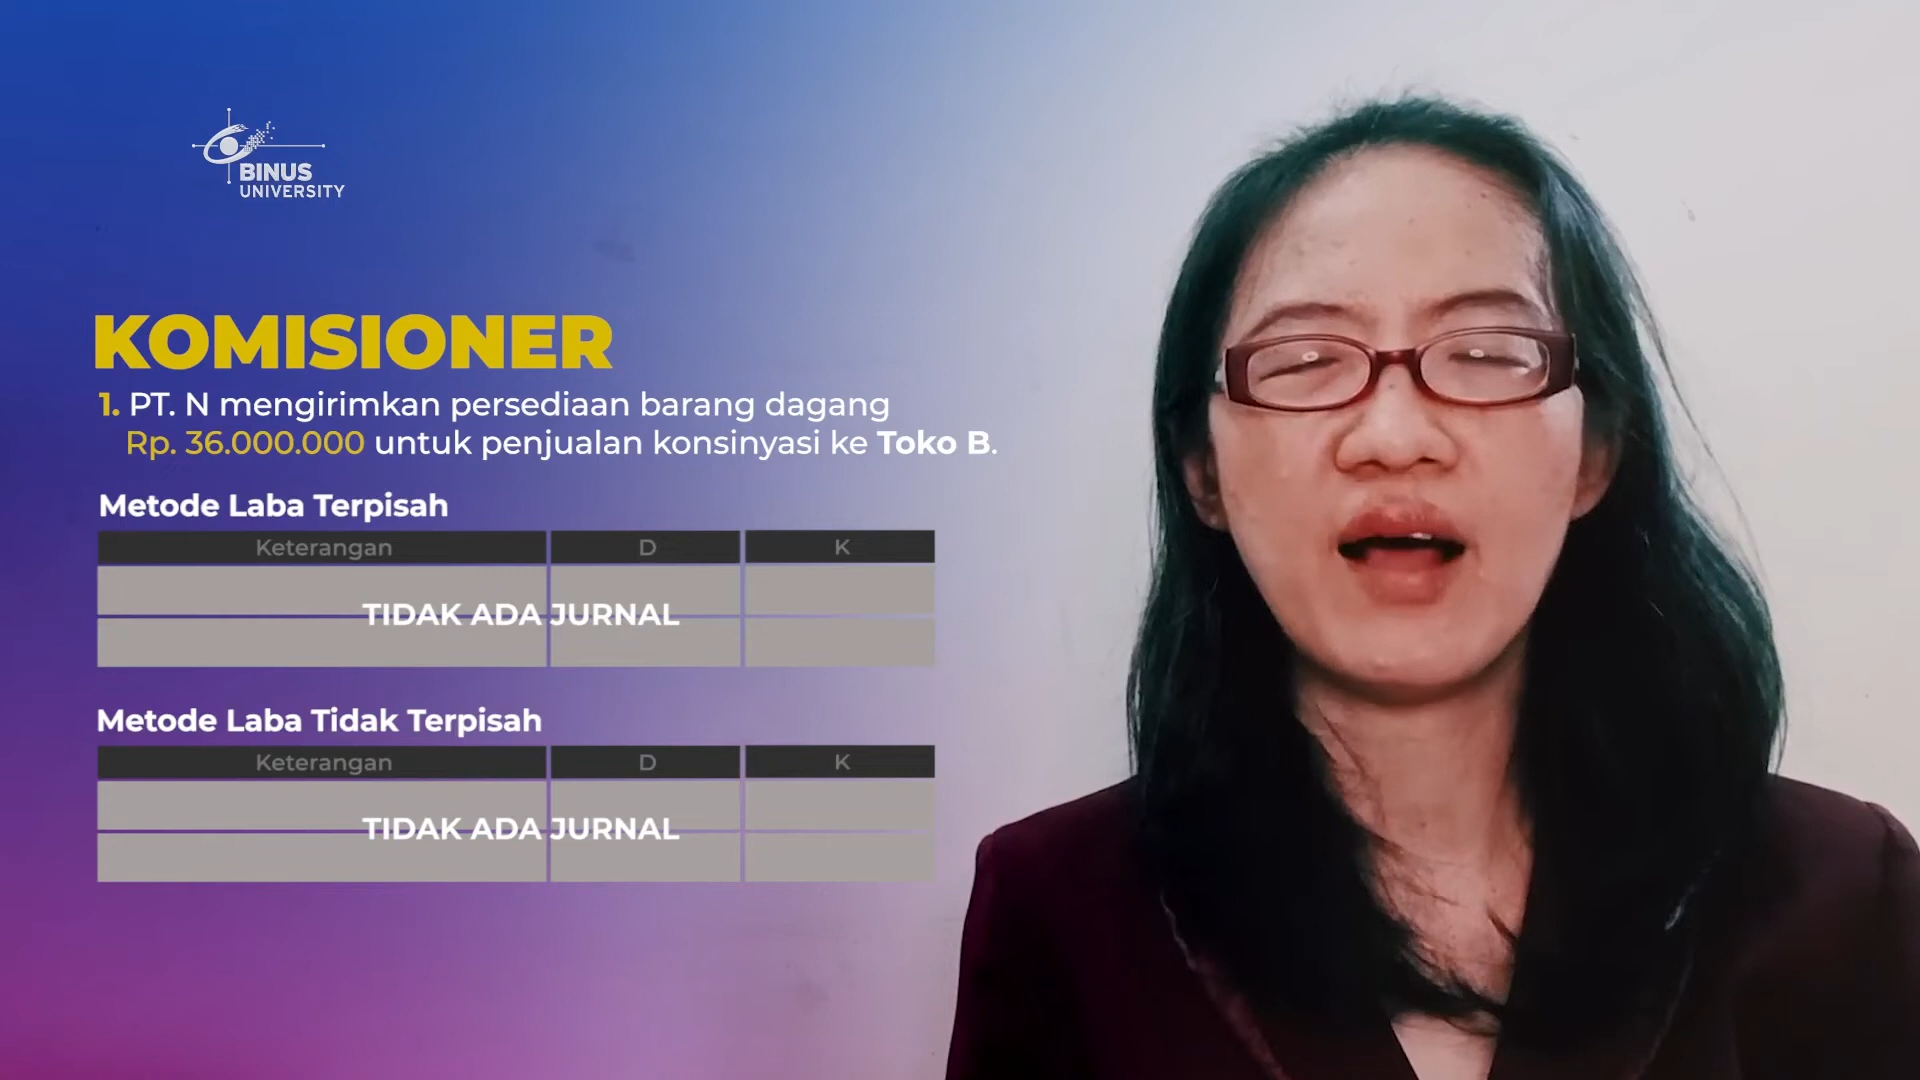 BINUS
UNIVERSITY
KOMISIONER
1. PT. N mengirimkan persediaan barang dagang
Rp. 36.000.000 untuk penjualan konsinyasi ke Toko B.
Metode Laba Terpisah
Keterangan D K
TIDAK ADA JURNAL
Metode Laba Tidak Terpisah
Keterangan D K
TIDAK ADA JURNAL